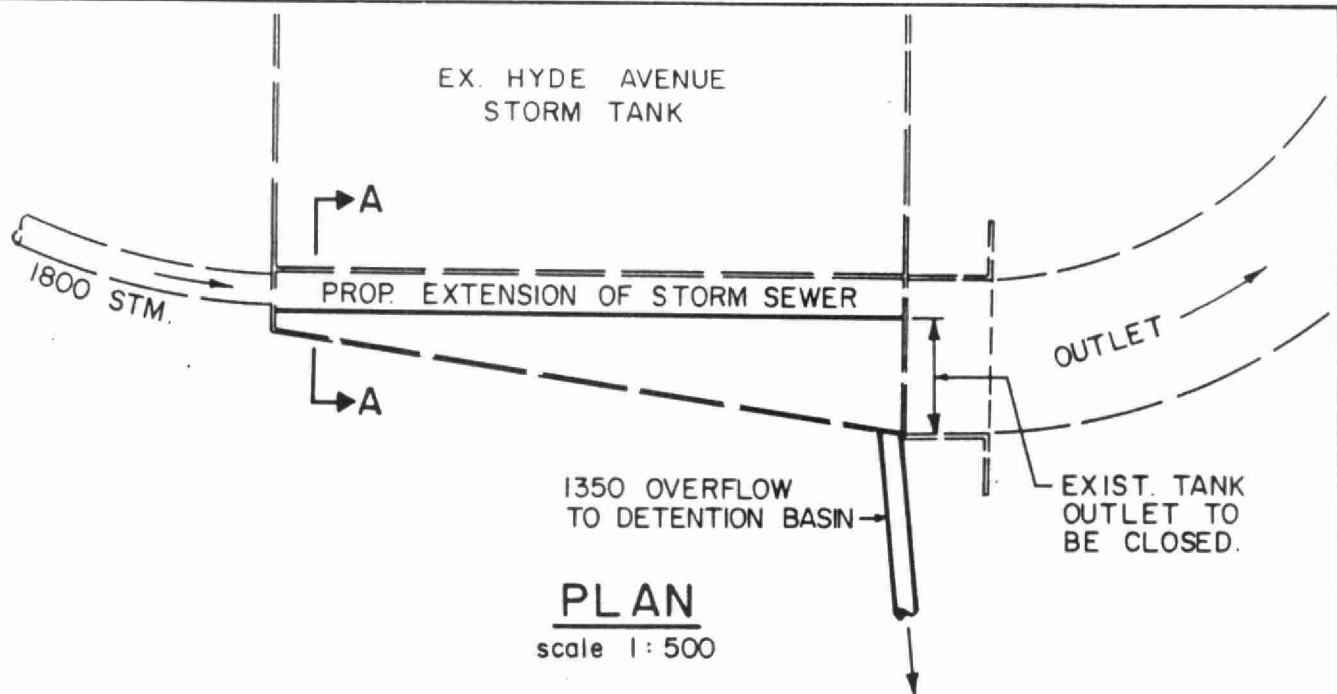 EX. HYDE AVENUE
STORM TANK
A
1800 STM.
PROP. EXTENSION OF STORM SEWER
A
OUTLET
1350 OVERFLOW
TO DETENTION BASIN
EXIST. TANK
OUTLET TO
BE CLOSED.
PLAN
scale 1:500